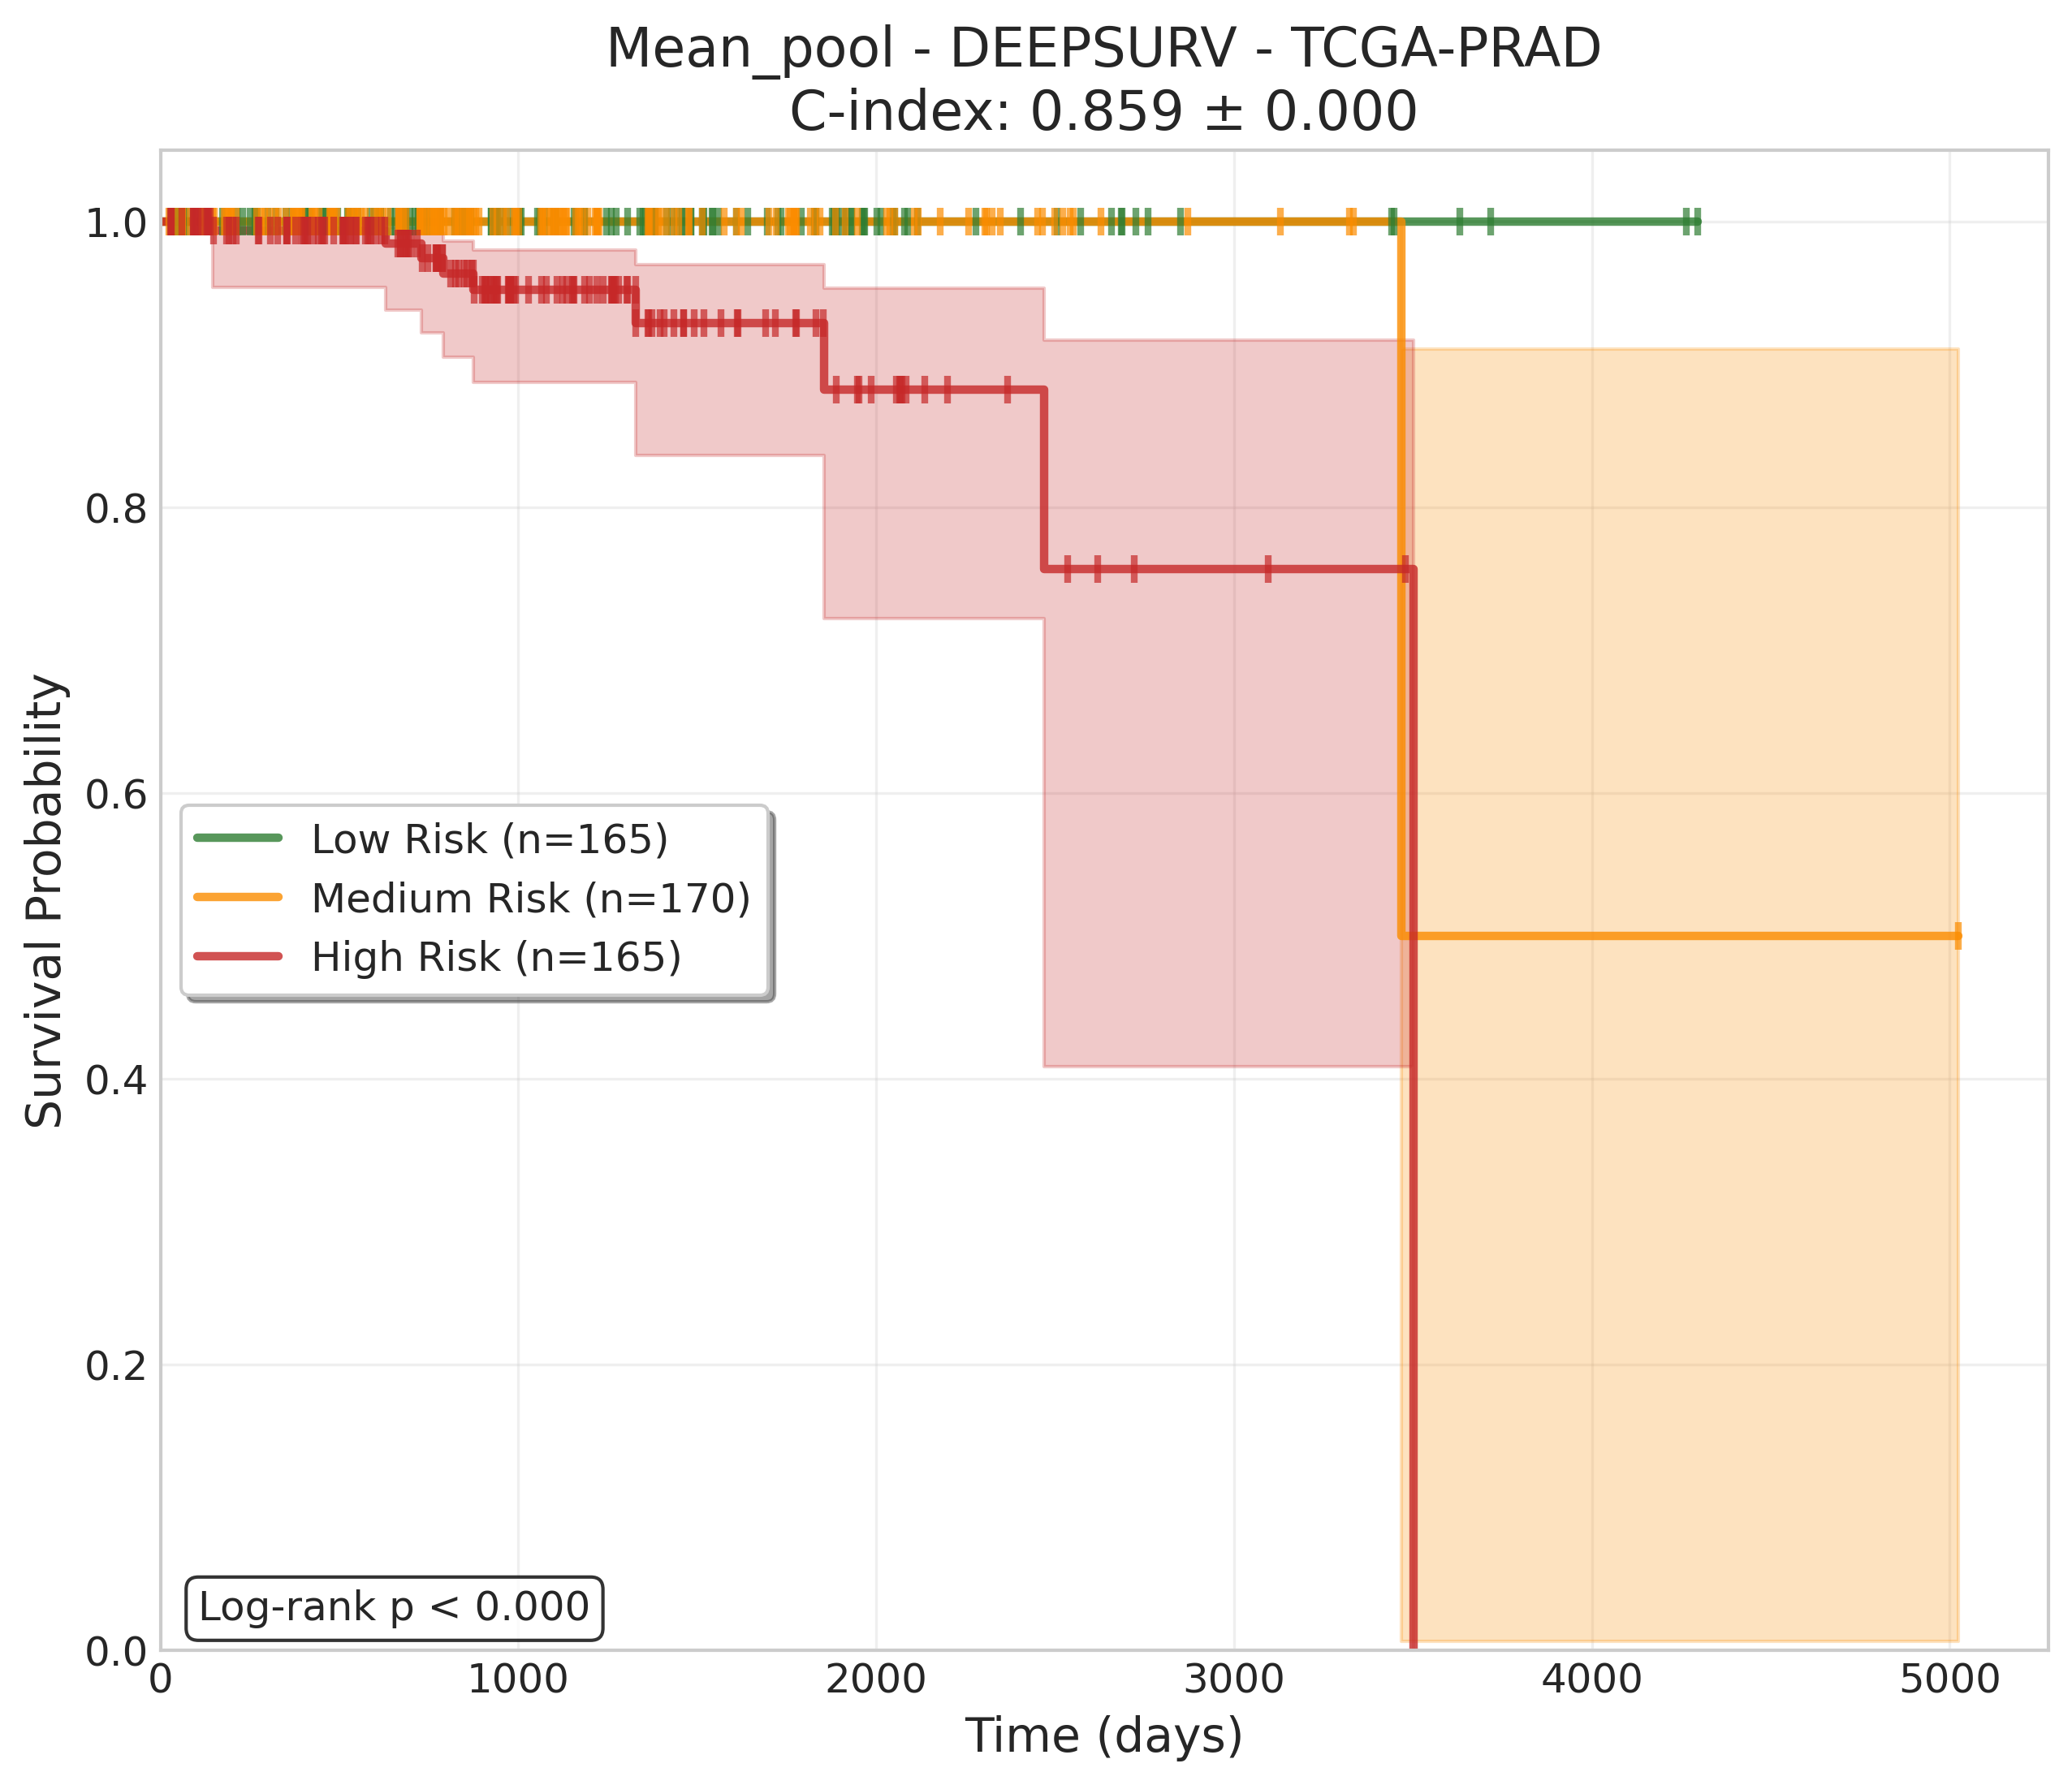 Mean_pool - DEEPSURV - TCGA-PRAD
C-index: 0.859 ± 0.000
1.0
0.8
0.6
0.4
0.2
0.0
Survival Probability
Low Risk (n=165)
Medium Risk (n=170)
High Risk (n=165)
Log-rank p < 0.000
0 1000 2000 3000 4000 5000
Time (days)